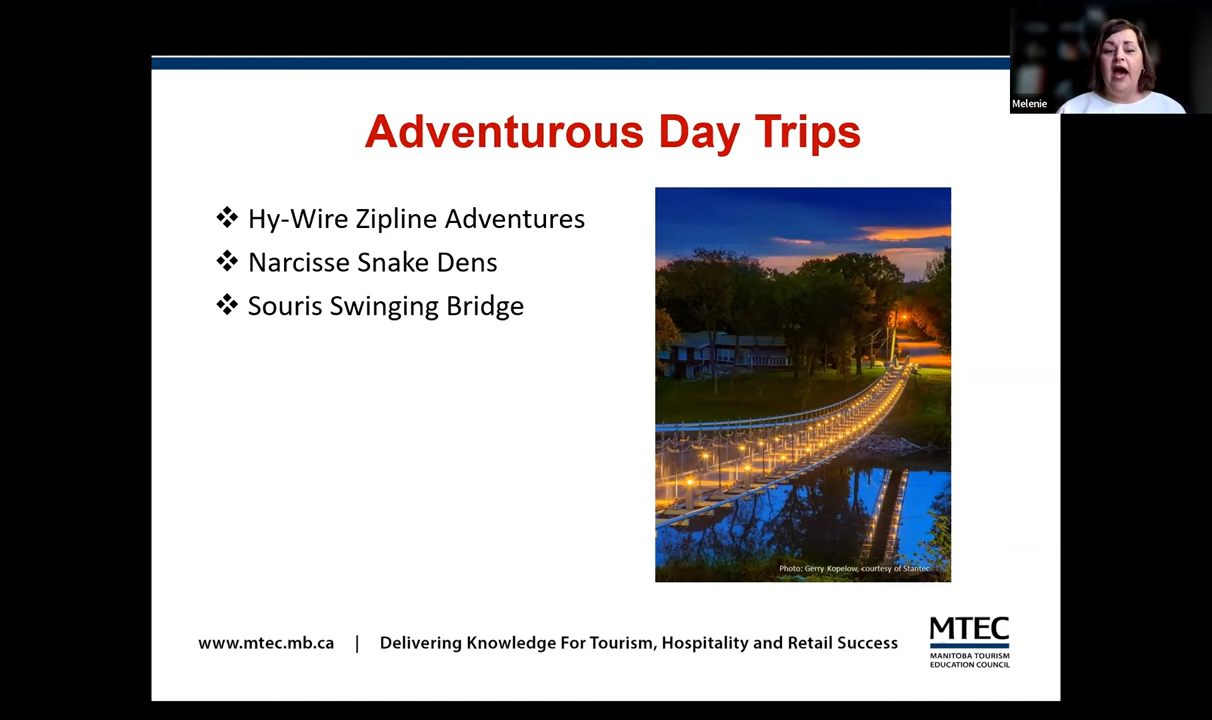 Melenie
Adventurous Day Trips
❖ Hy-Wire Zipline Adventures
❖ Narcisse Snake Dens
❖ Souris Swinging Bridge
Photo: Gerry Kopelow, courtesy of Stantec
www.mtec.mb.ca | Delivering Knowledge For Tourism, Hospitality and Retail Success
MTEC
MANITOBA TOURISM
EDUCATION COUNCIL